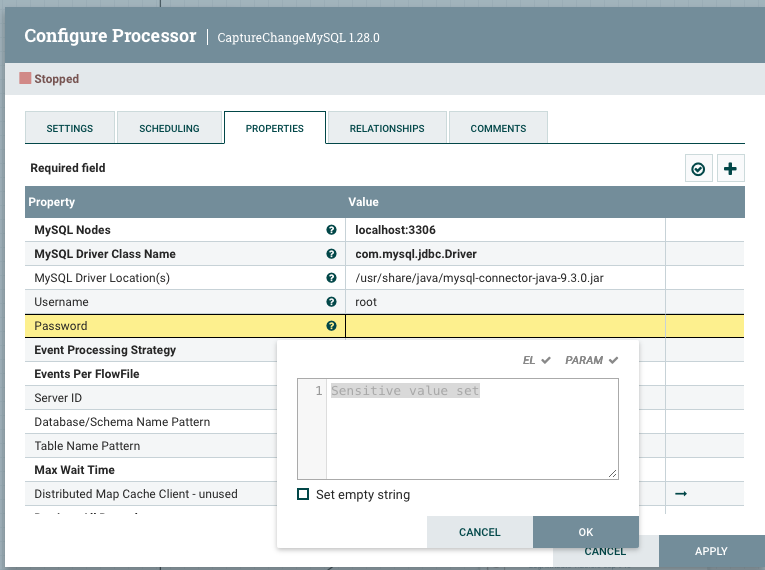 Configure Processor | CaptureChangeMySQL 1.28.0
Stopped
SETTINGS SCHEDULING PROPERTIES RELATIONSHIPS COMMENTS
Required field
Property Value
MySQL Nodes localhost:3306
MySQL Driver Class Name com.mysql.jdbc.Driver
MySQL Driver Location(s) /usr/share/java/mysql-connector-java-9.3.0.jar
Username root
Password
Event Processing Strategy
Events Per FlowFile
Server ID
Database/Schema Name Pattern
Table Name Pattern
Max Wait Time
Distributed Map Cache Client - unused
EL PARAM
1 Sensitive value set
Set empty string
CANCEL OK
CANCEL APPLY